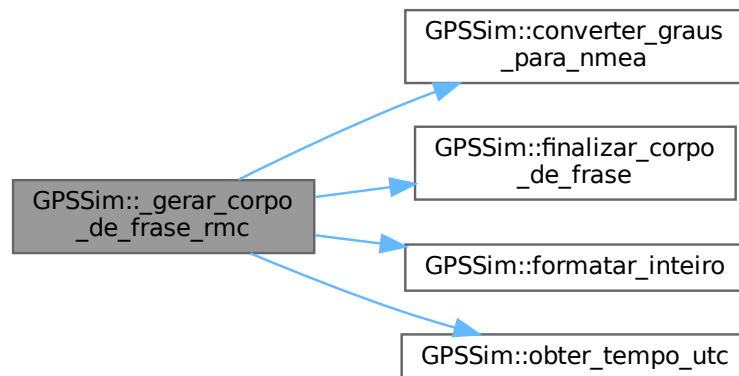 GPSSim::converter_graus
_para_nmea
GPSSim::finalizar_corpo
_de_frase
GPSSim::_gerar_corpo
_de_frase_rmc
GPSSim::formatar_inteiro
GPSSim::obter_tempo_utc